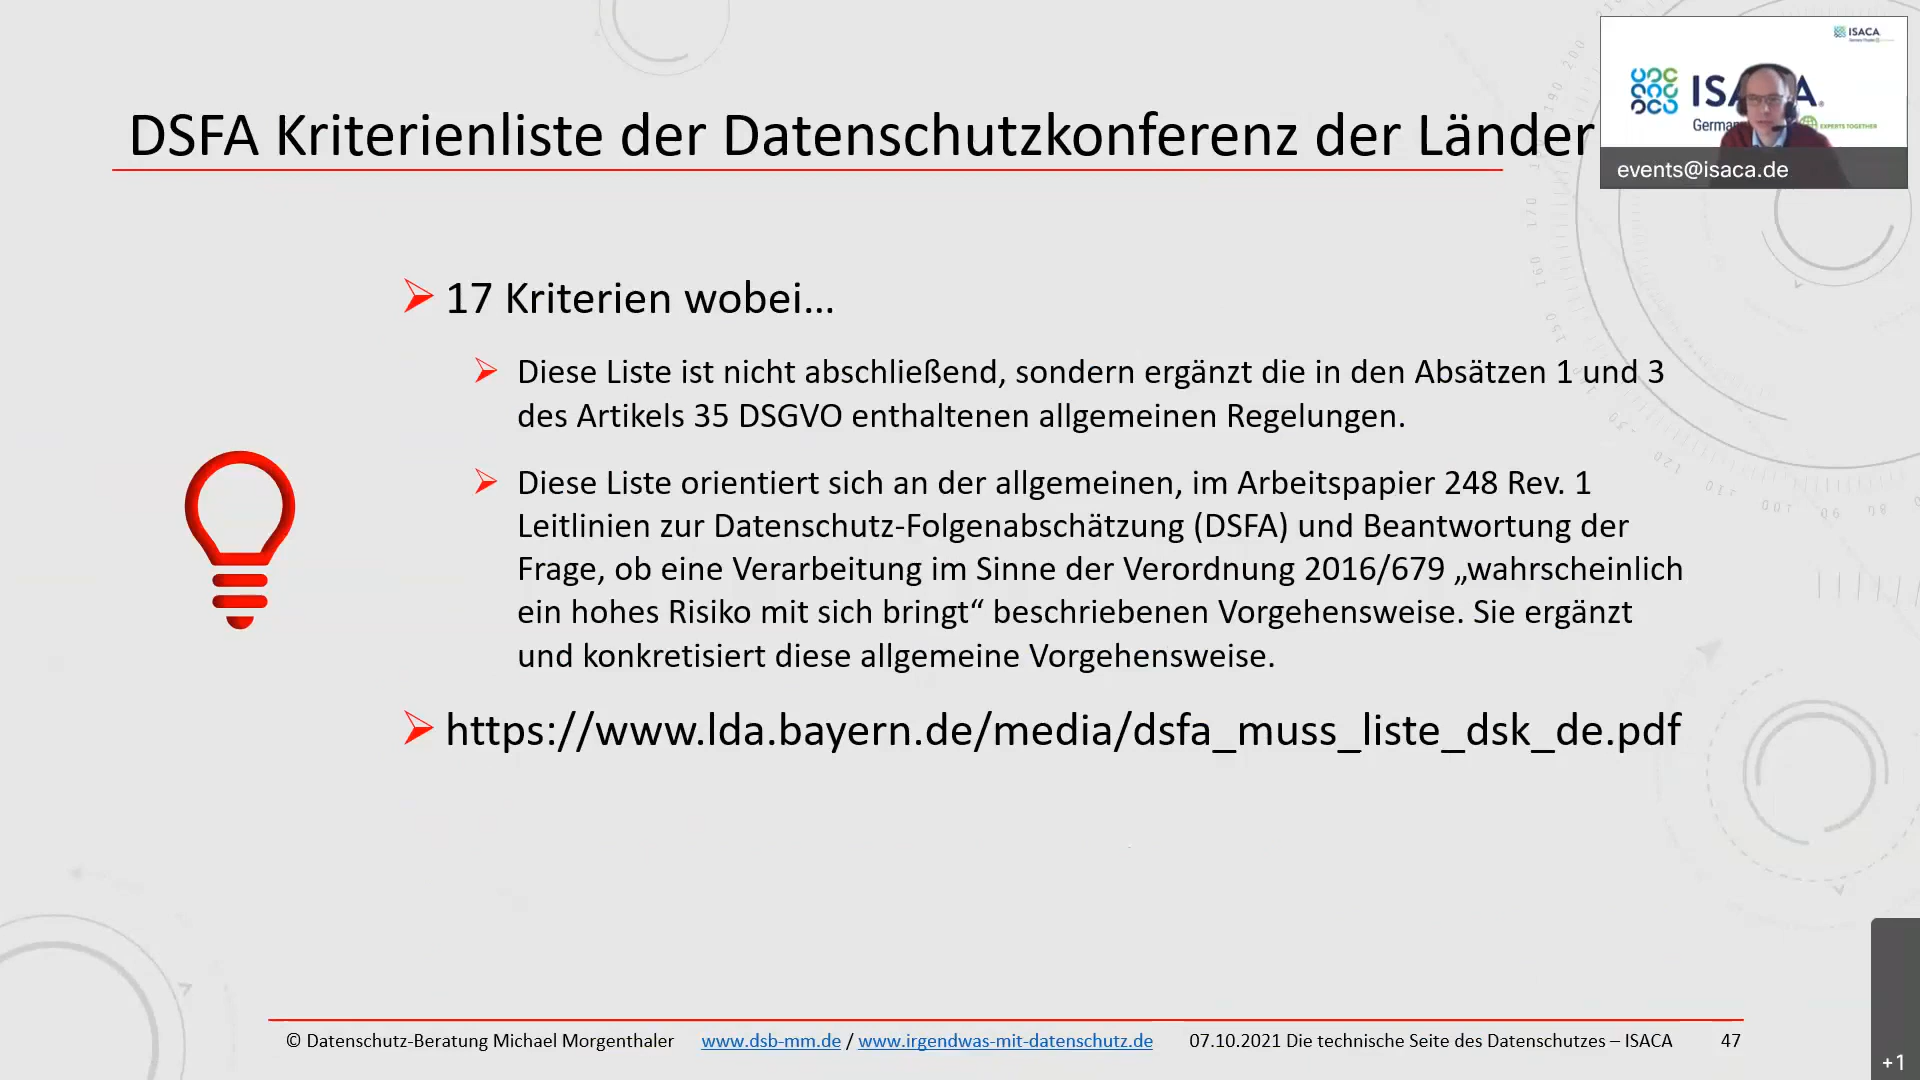 DSFA Kriterienliste der Datenschutzkonferenz der Länder
ISACA
events@isaca.de
EXPERTS TOGETHER
17 Kriterien wobei...
Diese Liste ist nicht abschließend, sondern ergänzt die in den Absätzen 1 und 3
des Artikels 35 DSGVO enthaltenen allgemeinen Regelungen.
Diese Liste orientiert sich an der allgemeinen, im Arbeitspapier 248 Rev. 1
Leitlinien zur Datenschutz-Folgenabschätzung (DSFA) und Beantwortung der
Frage, ob eine Verarbeitung im Sinne der Verordnung 2016/679 „wahrscheinlich
ein hohes Risiko mit sich bringt“ beschriebenen Vorgehensweise. Sie ergänzt
und konkretisiert diese allgemeine Vorgehensweise.
https://www.lda.bayern.de/media/dsfa_muss_liste_dsk_de.pdf
© Datenschutz-Beratung Michael Morgenthaler www.dsb-mm.de / www.irgendwas-mit-datenschutz.de 07.10.2021 Die technische Seite des Datenschutzes – ISACA 47
+1